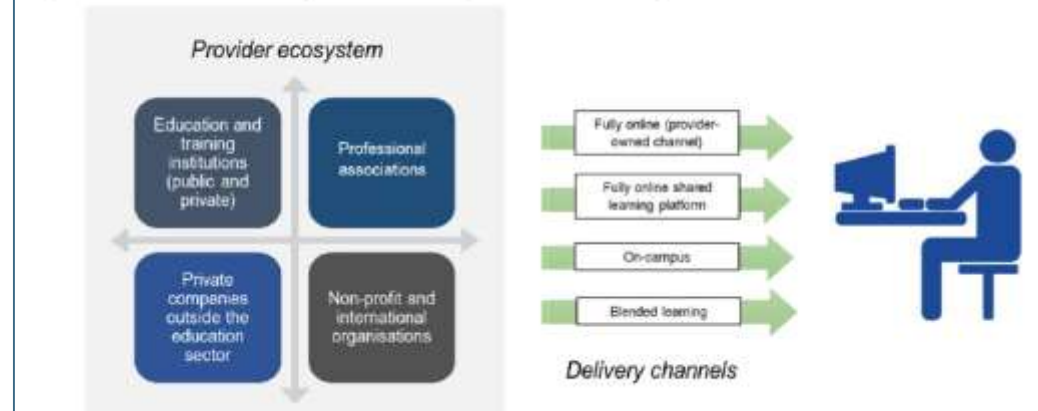 Provider ecosystem
Education and
training
institutions
(public and
private)
Professional
associations
Private
companies
outside the
education
sector
Non-profit and
international
organisations
Fully online (provider-
owned channel)
Fully online shared
learning platform
On-campus
Blended learning
Delivery channels